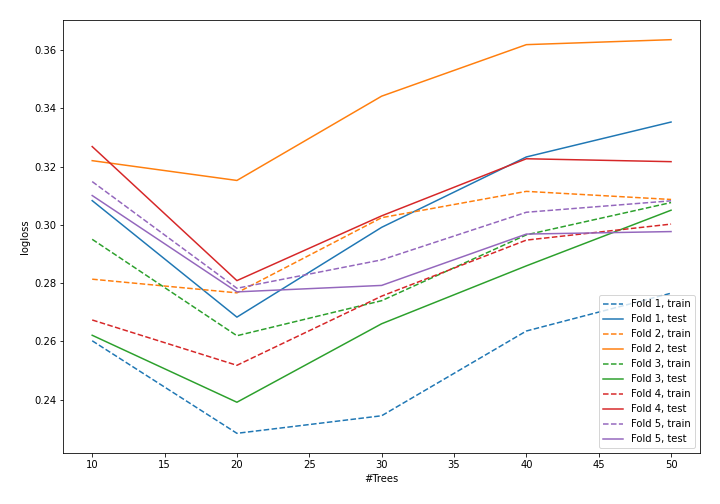 0.36
0.34
0.32
0.30
0.28
0.26
0.24
logloss
10
15
20
25
30
35
40
45
50
#Trees
Fold 1, train
Fold 1, test
Fold 2, train
Fold 2, test
Fold 3, train
Fold 3, test
Fold 4, train
Fold 4, test
Fold 5, train
Fold 5, test